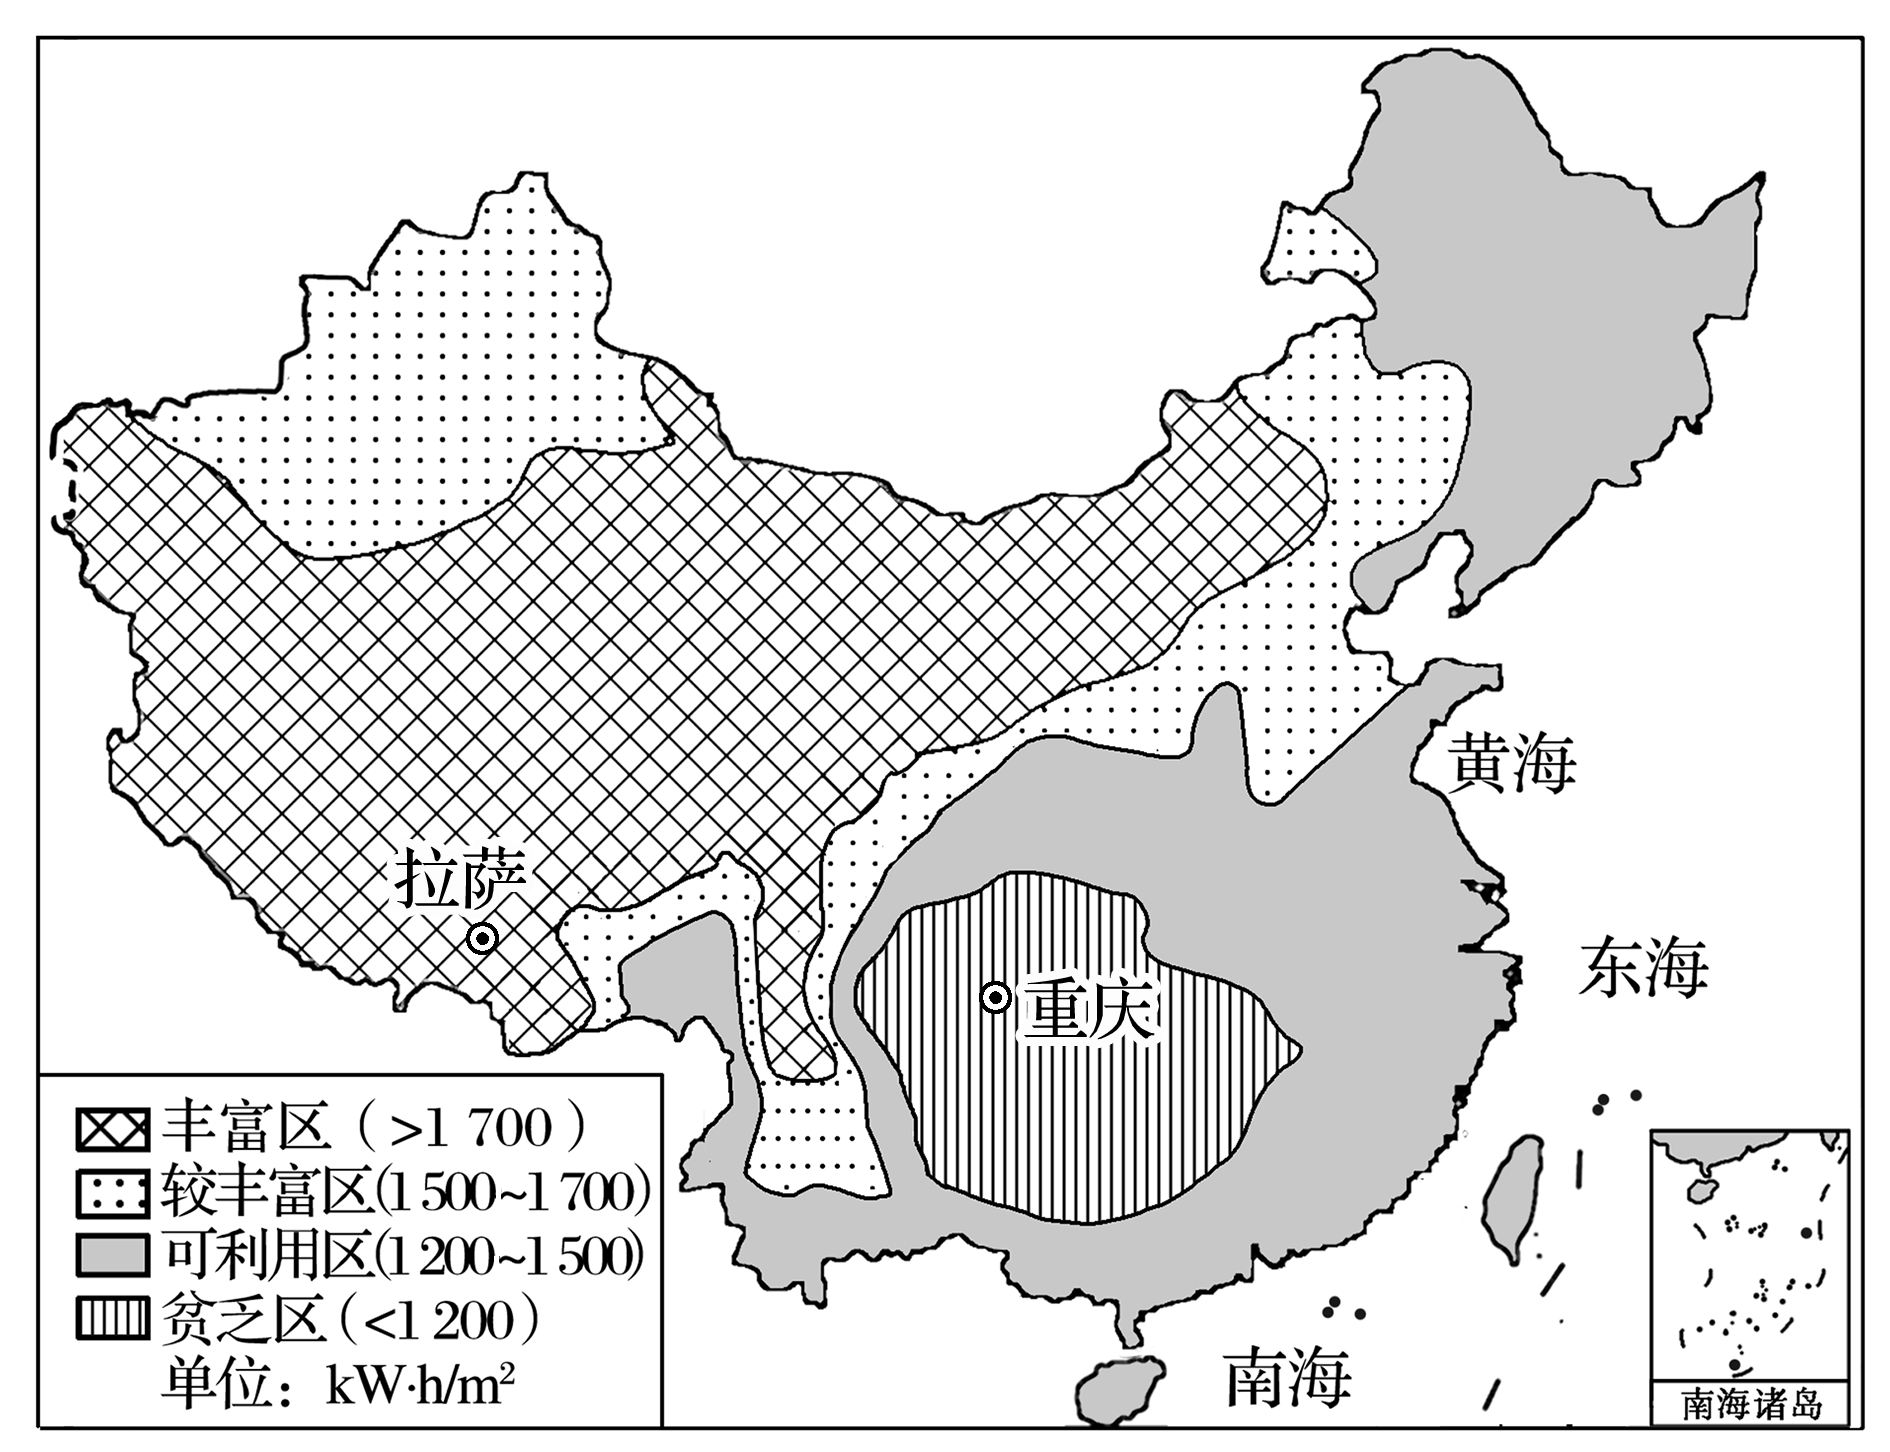 黄海
拉萨
东海
重庆
丰富区（>1 700）
较丰富区(1 500~1 700)
可利用区(1 200~1 500)
贫乏区（<1 200）
单位：kW·h/m²
南海
南海诸岛